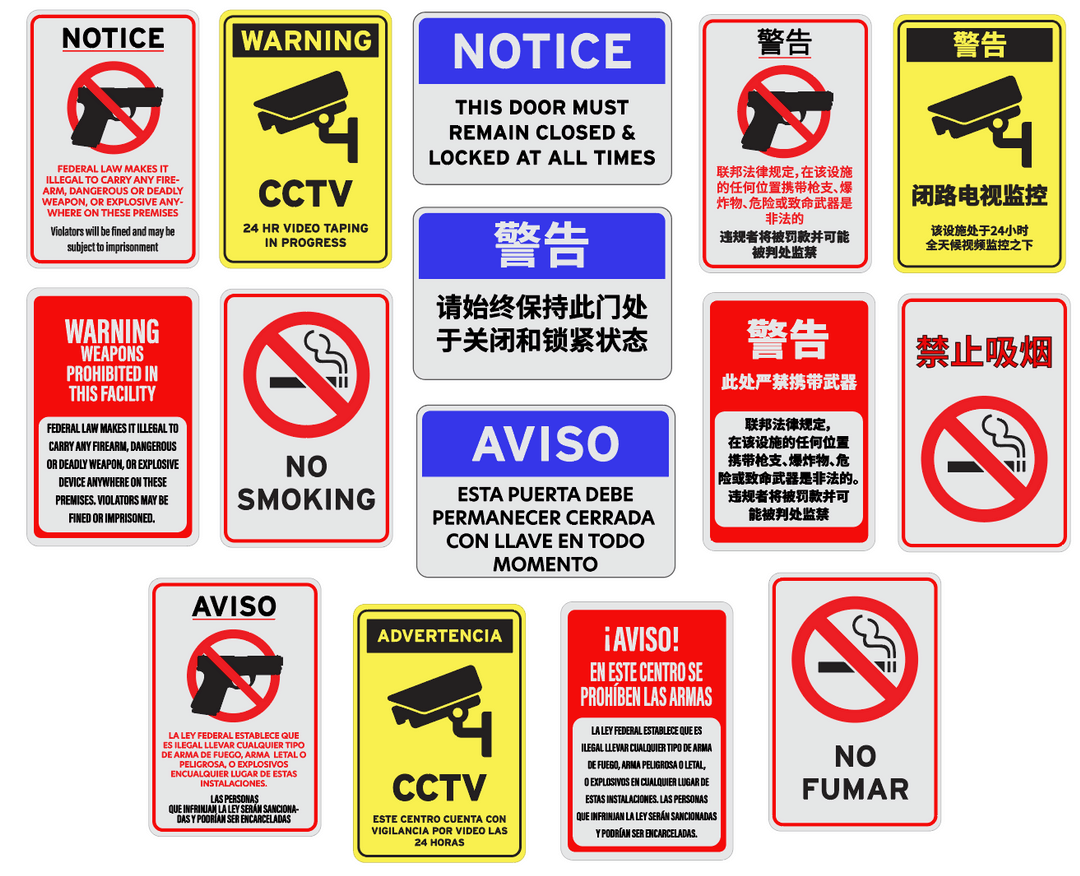 NOTICE
FEDERAL LAW MAKES IT
ILLEGAL TO CARRY ANY FIRE-
ARM, DANGEROUS OR DEADLY
WEAPON, OR EXPLOSIVE ANY-
WHERE ON THESE PREMISES
Violators will be fined and may be
subject to imprisonment
WARNING
CCTV
24 HR VIDEO TAPING
IN PROGRESS
NOTICE
THIS DOOR MUST
REMAIN CLOSED &
LOCKED AT ALL TIMES
警告
联邦法律规定，在该设施
的任何位置携带枪支、爆
炸物、危险或致命武器是
非法的
违规者将被罚款并可能
被判处监禁
警告
闭路电视监控
该设施处于24小时
全天候视频监控之下
警告
请始终保持此门处
于关闭和锁紧状态
WARNING
WEAPONS
PROHIBITED IN
THIS FACILITY
FEDERAL LAW MAKES IT ILLEGAL TO
CARRY ANY FIREARM, DANGEROUS
OR DEADLY WEAPON, OR EXPLOSIVE
DEVICE ANYWHERE ON THESE
PREMISES. VIOLATORS MAY BE
FINED OR IMPRISONED.
NO
SMOKING
AVISO
ESTA PUERTA DEBE
PERMANECER CERRADA
CON LLAVE EN TODO
MOMENTO
警告
此处严禁携带武器
联邦法律规定，
在该设施的任何位置
携带枪支、爆炸物、危
险或致命武器是非法的。
违规者将被罚款并可
能被判处监禁
禁止吸烟
AVISO
LA LEY FEDERAL ESTABLECE QUE
ES ILEGAL LLEVAR CUALQUIER TIPO
DE ARMA DE FUEGO, ARMA LETAL O
PELIGROSA, O EXPLOSIVOS
ENCUALQUIER LUGAR DE ESTAS
INSTALACIONES.
LAS PERSONAS
QUE INFRINJAN LA LEY SERÁN SANCIONA-
DAS Y PODRÍAN SER ENCARCELADAS
ADVERTENCIA
CCTV
ESTE CENTRO CUENTA CON
VIGILANCIA POR VIDEO LAS
24 HORAS
¡AVISO!
EN ESTE CENTRO SE
PROHÍBEN LAS ARMAS
LA LEY FEDERAL ESTABLECE QUE ES
ILEGAL LLEVAR CUALQUIER TIPO DE ARMA
DE FUEGO, ARMA PELIGROSA O LETAL,
O EXPLOSIVOS EN CUALQUIER LUGAR DE
ESTAS INSTALACIONES. LAS PERSONAS
QUE INFRINJAN LA LEY SERÁN SANCIONADAS
Y PODRÍAN SER ENCARCELADAS.
NO
FUMAR